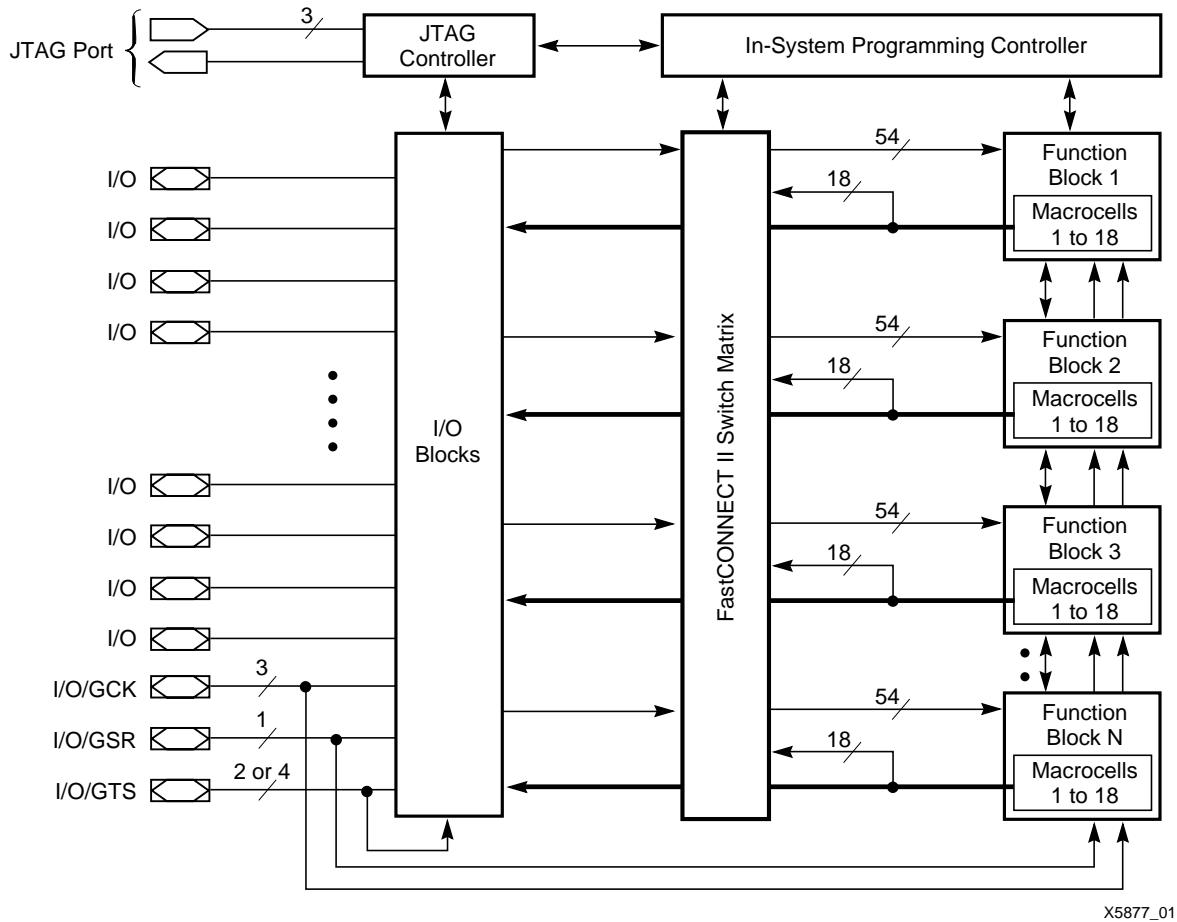 JTAG Port
3
JTAG
Controller
In-System Programming Controller
I/O
I/O
I/O
I/O
I/O
I/O
I/O
I/O
I/O/GCK
3
I/O/GSR
1
I/O/GTS
2 or 4
I/O
Blocks
FastCONNECT II Switch Matrix
54
18
Function
Block 1
Macrocells
1 to 18
54
18
Function
Block 2
Macrocells
1 to 18
54
18
Function
Block 3
Macrocells
1 to 18
54
18
Function
Block N
Macrocells
1 to 18
X5877_01